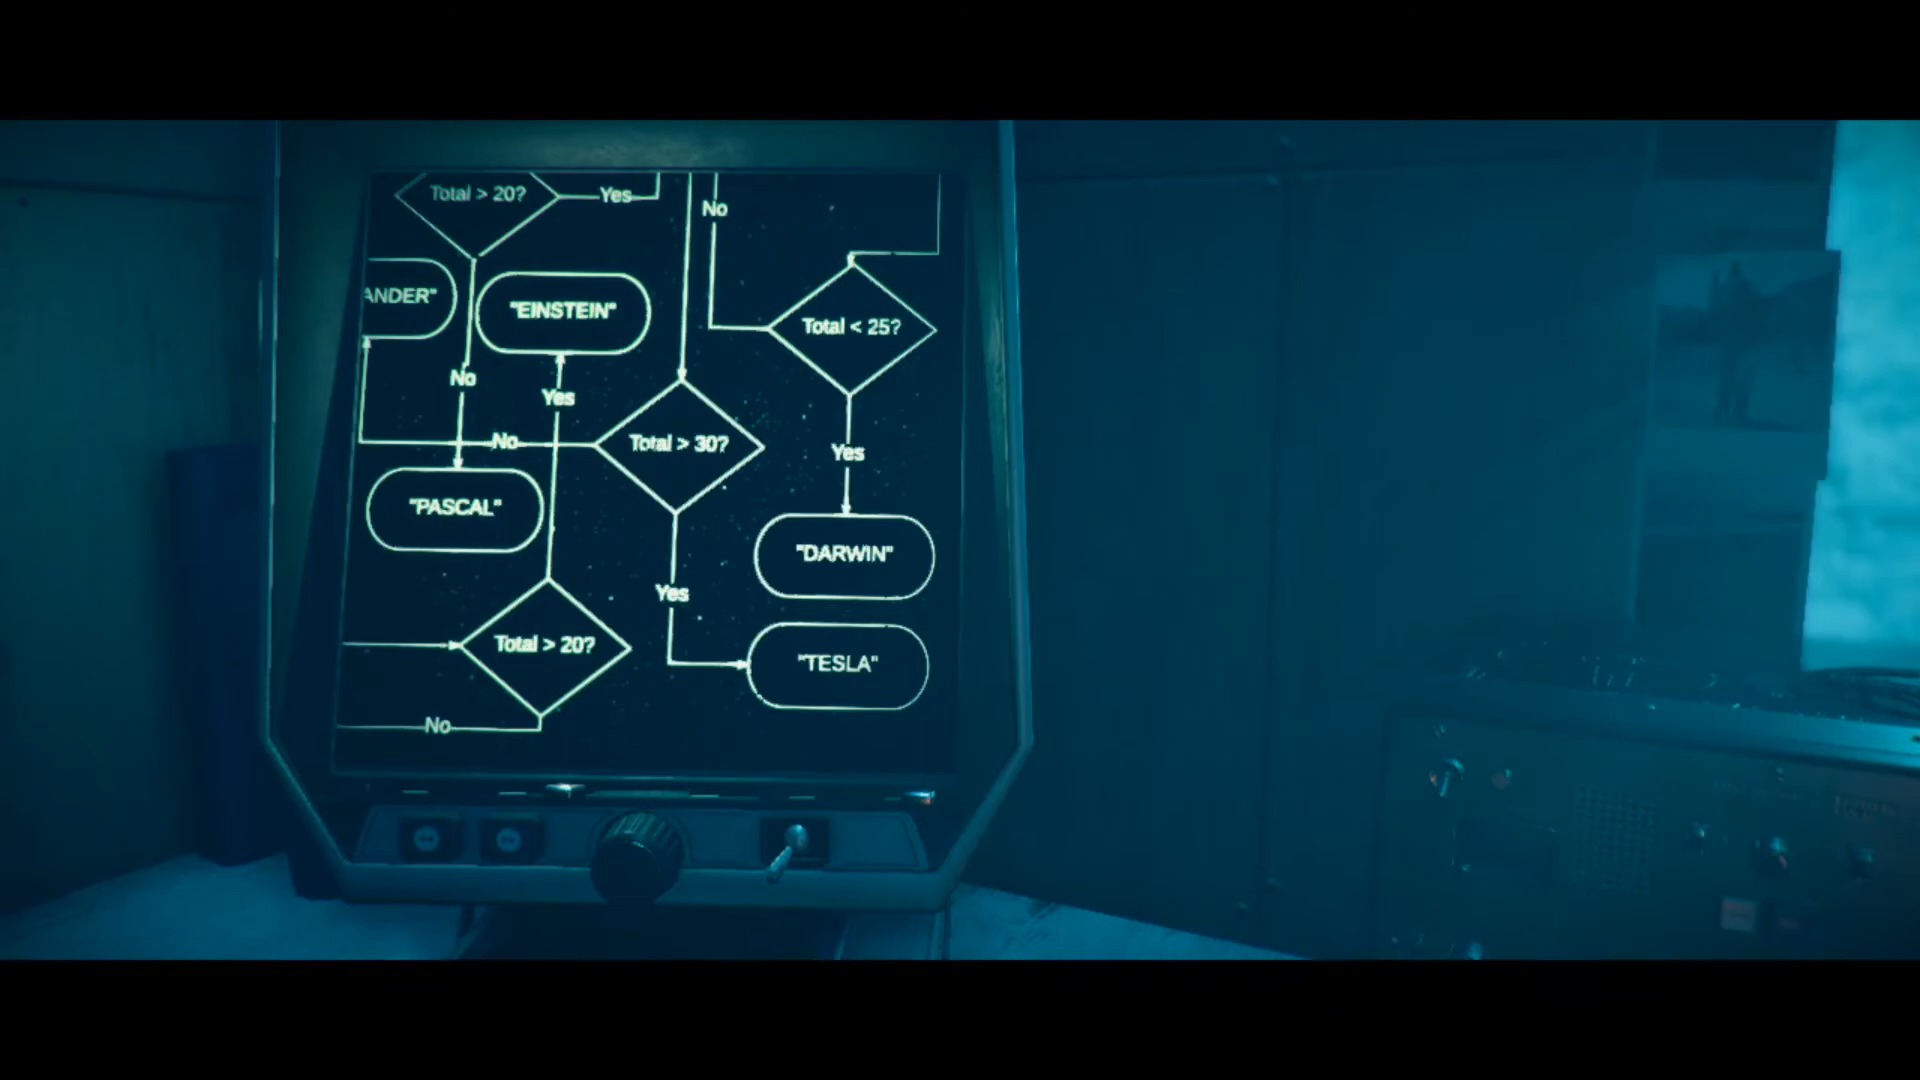 Total > 20?
Yes
No
ANDER"
"EINSTEIN"
Total < 25?
No
Yes
No
Total > 30?
Yes
"PASCAL"
"DARWIN"
Yes
Total > 20?
"TESLA"
No